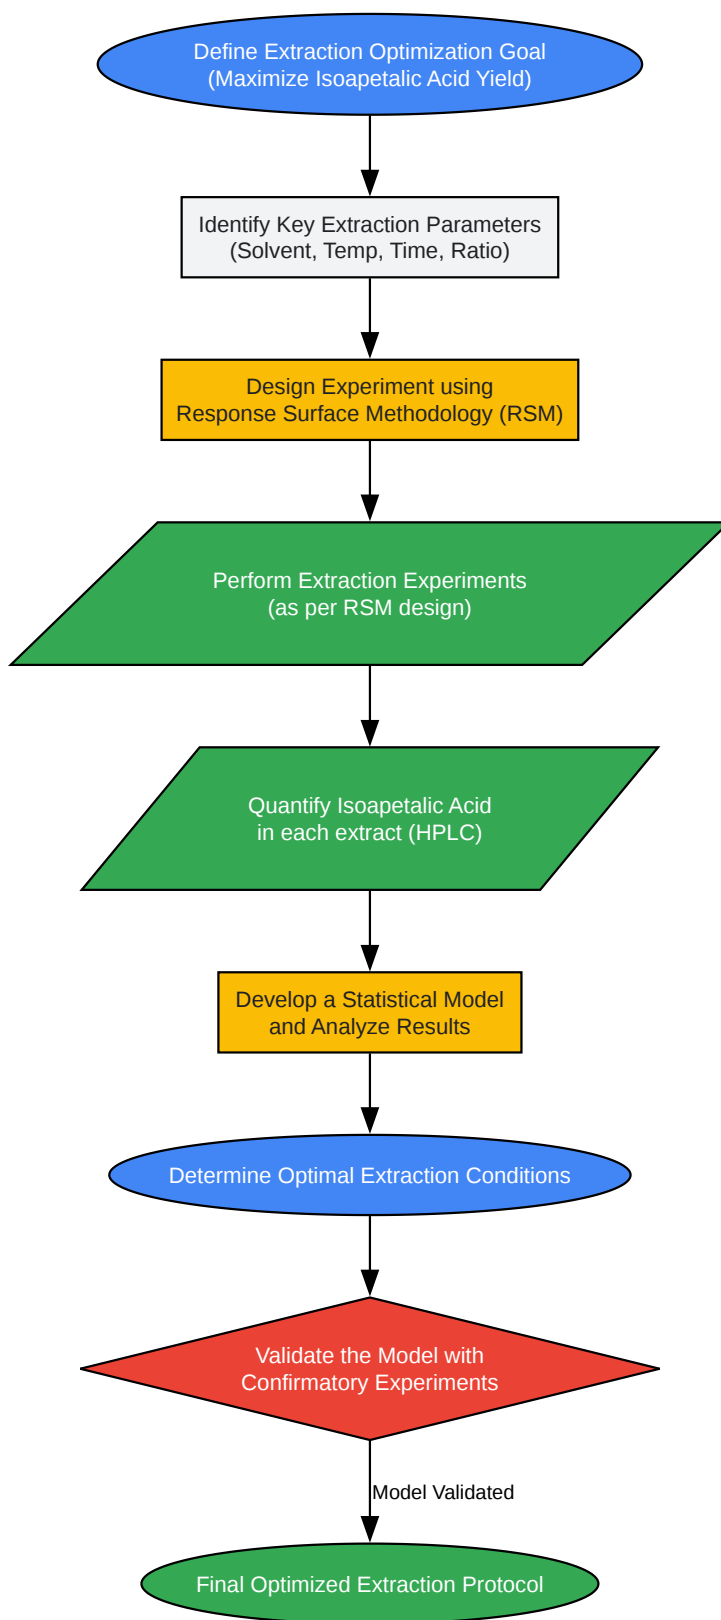 Define Extraction Optimization Goal
(Maximize Isoapetalic Acid Yield)
Identify Key Extraction Parameters
(Solvent, Temp, Time, Ratio)
Design Experiment using
Response Surface Methodology (RSM)
Perform Extraction Experiments
(as per RSM design)
Quantify Isoapetalic Acid
in each extract (HPLC)
Develop a Statistical Model
and Analyze Results
Determine Optimal Extraction Conditions
Validate the Model with
Confirmatory Experiments
Model Validated
Final Optimized Extraction Protocol